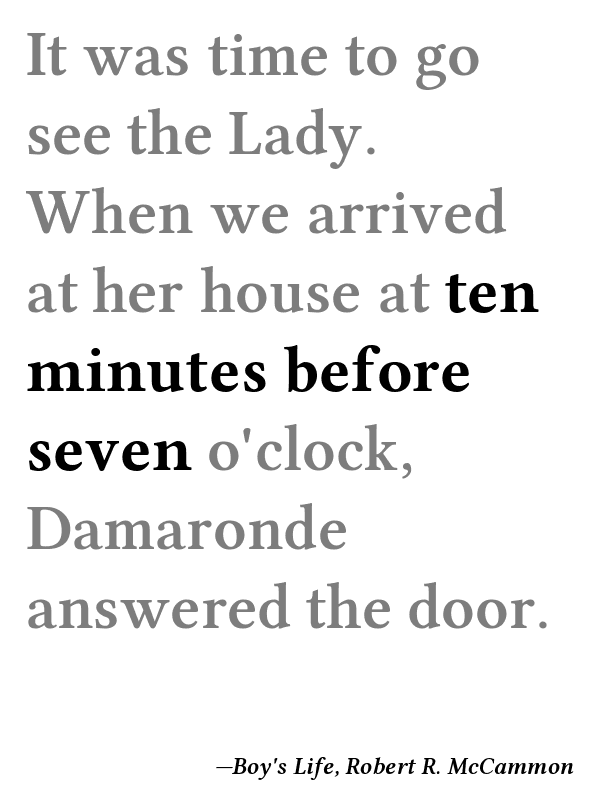 It was time to go
see the Lady.
When we arrived
at her house at ten
minutes before
seven o'clock,
Damaronde
answered the door.
—Boy's Life, Robert R. McCammon